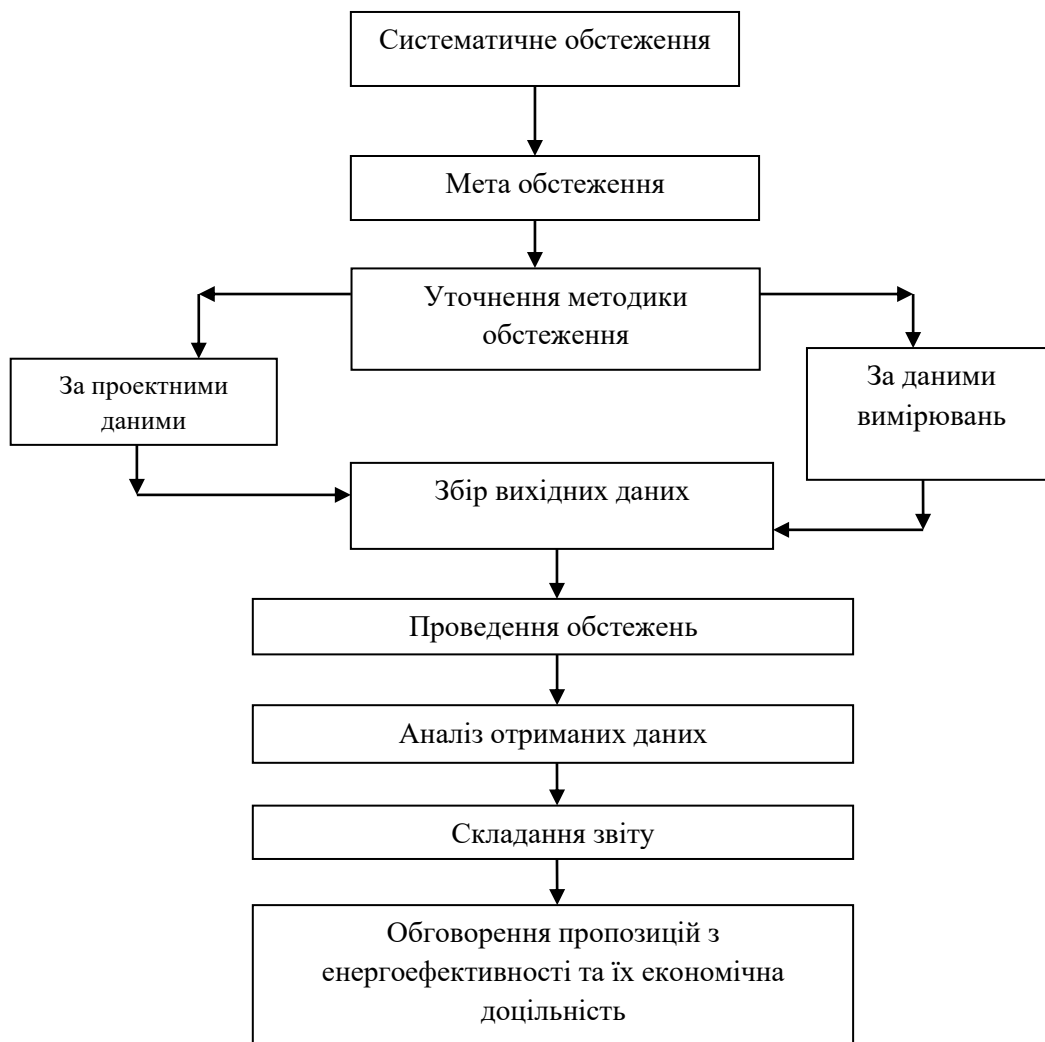 Систематичне обстеження
Мета обстеження
Уточнення методики
обстеження
За проектними
даними
За даними
вимірювань
Збір вихідних даних
Проведення обстежень
Аналіз отриманих даних
Складання звіту
Обговорення пропозицій з
енергоефективності та їх економічна
доцільність